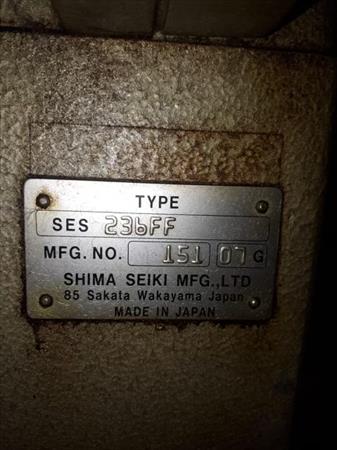 TYPE
SES 236FF
MFG. NO. 151 07 G
SHIMA SEIKI MFG.,LTD
85 Sakata Wakayama Japan
MADE IN JAPAN